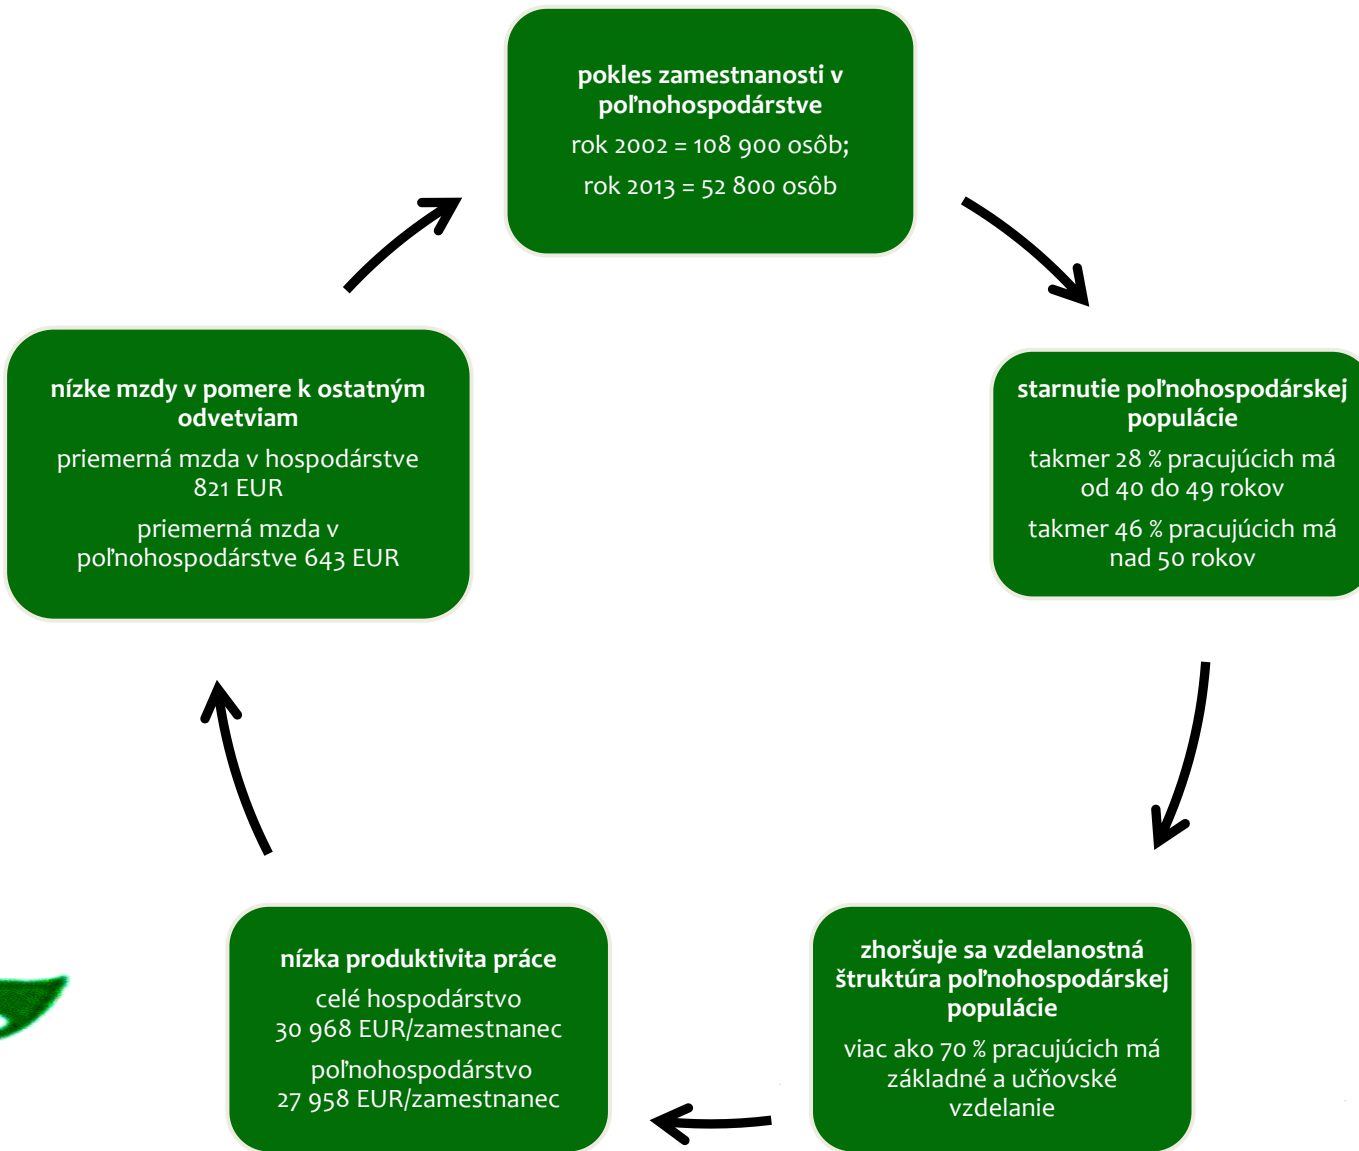 pokles zamestnanosti v
poľnohospodárstve
rok 2002 = 108 900 osôb;
rok 2013 = 52 800 osôb
starnutie poľnohospodárskej
populácie
takmer 28 % pracujúcich má
od 40 do 49 rokov
takmer 46 % pracujúcich má
nad 50 rokov
zhoršuje sa vzdelanostná
štruktúra poľnohospodárskej
populácie
viac ako 70 % pracujúcich má
základné a učňovské
vzdelanie
nízka produktivita práce
celé hospodárstvo
30 968 EUR/zamestnanec
poľnohospodárstvo
27 958 EUR/zamestnanec
nízke mzdy v pomere k ostatným
odvetviam
priemerná mzda v hospodárstve
821 EUR
priemerná mzda v
poľnohospodárstve 643 EUR